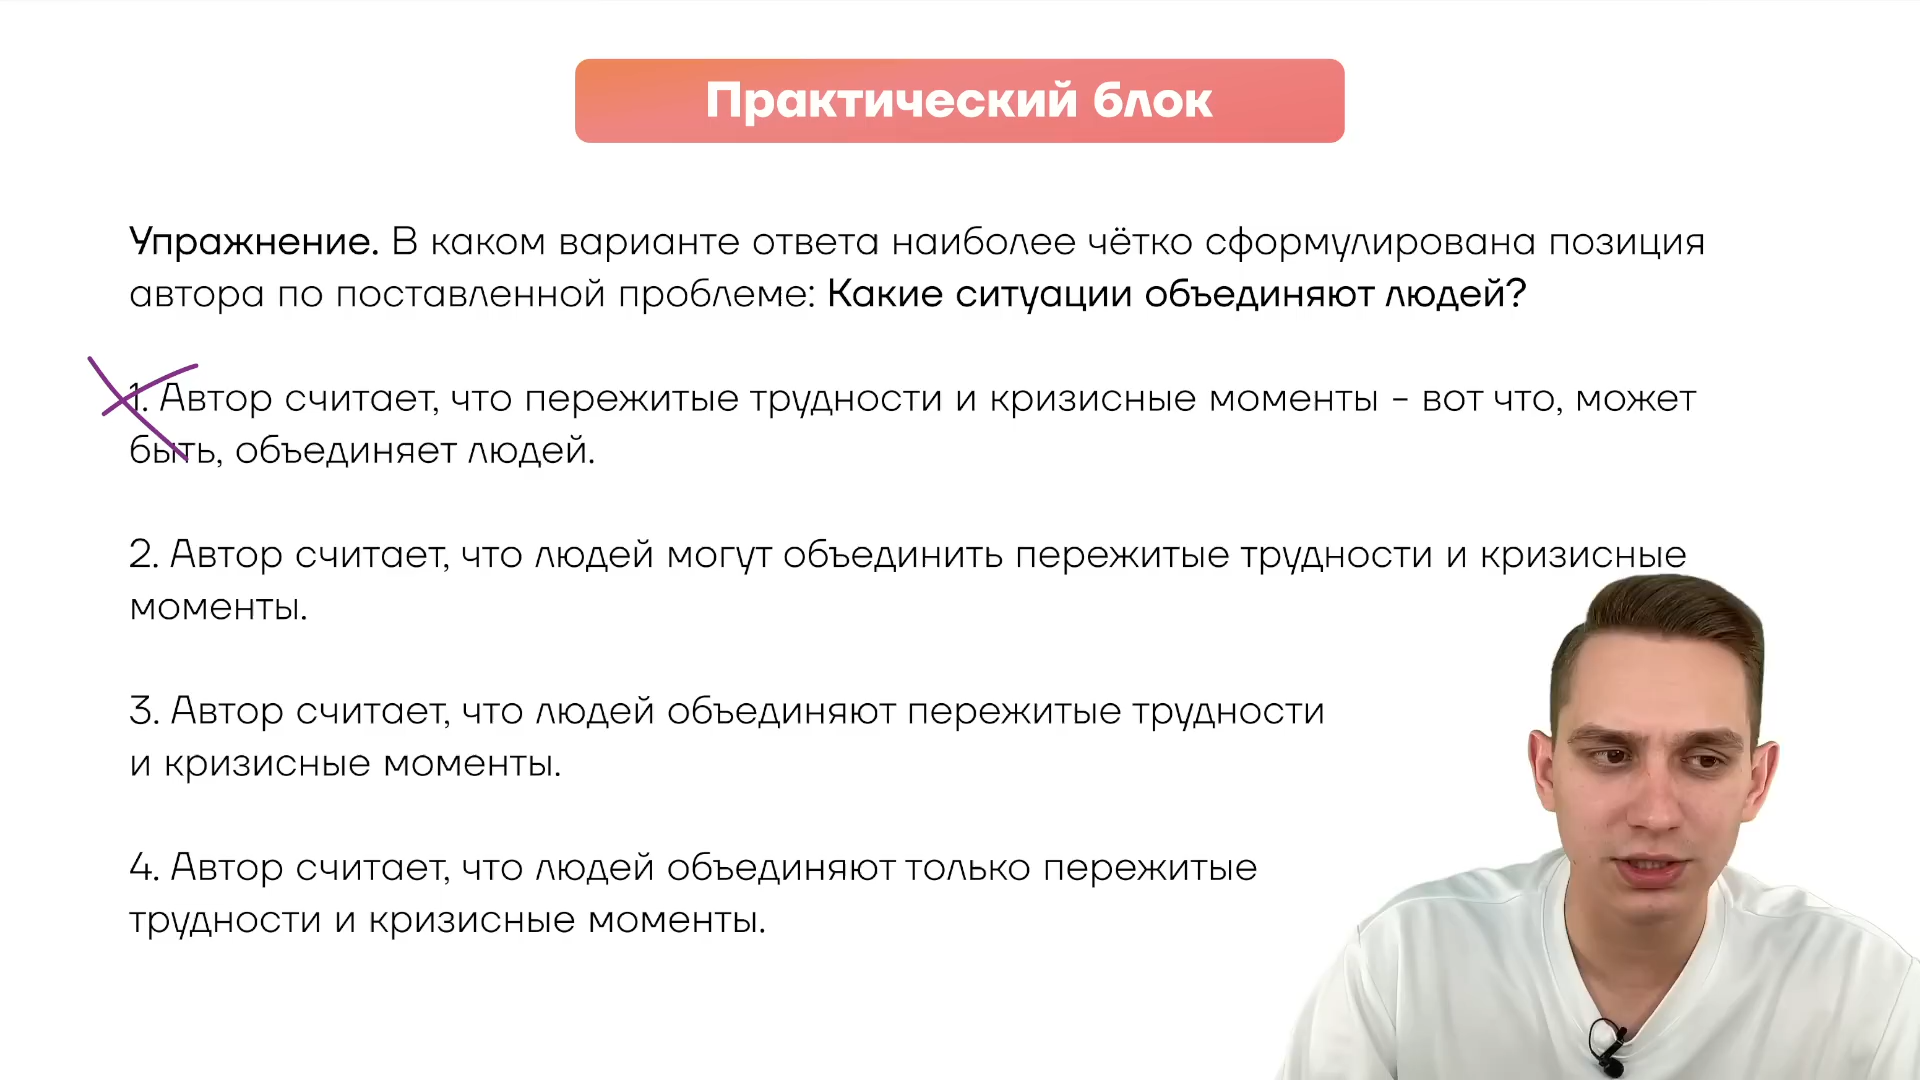 Практический блок
Упражнение. В каком варианте ответа наиболее чётко сформулирована позиция
автора по поставленной проблеме: Какие ситуации объединяют людей?
1. Автор считает, что пережитые трудности и кризисные моменты - вот что, может
быть, объединяет людей.
2. Автор считает, что людей могут объединить пережитые трудности и кризисные
моменты.
3. Автор считает, что людей объединяют пережитые трудности
и кризисные моменты.
4. Автор считает, что людей объединяют только пережитые
трудности и кризисные моменты.